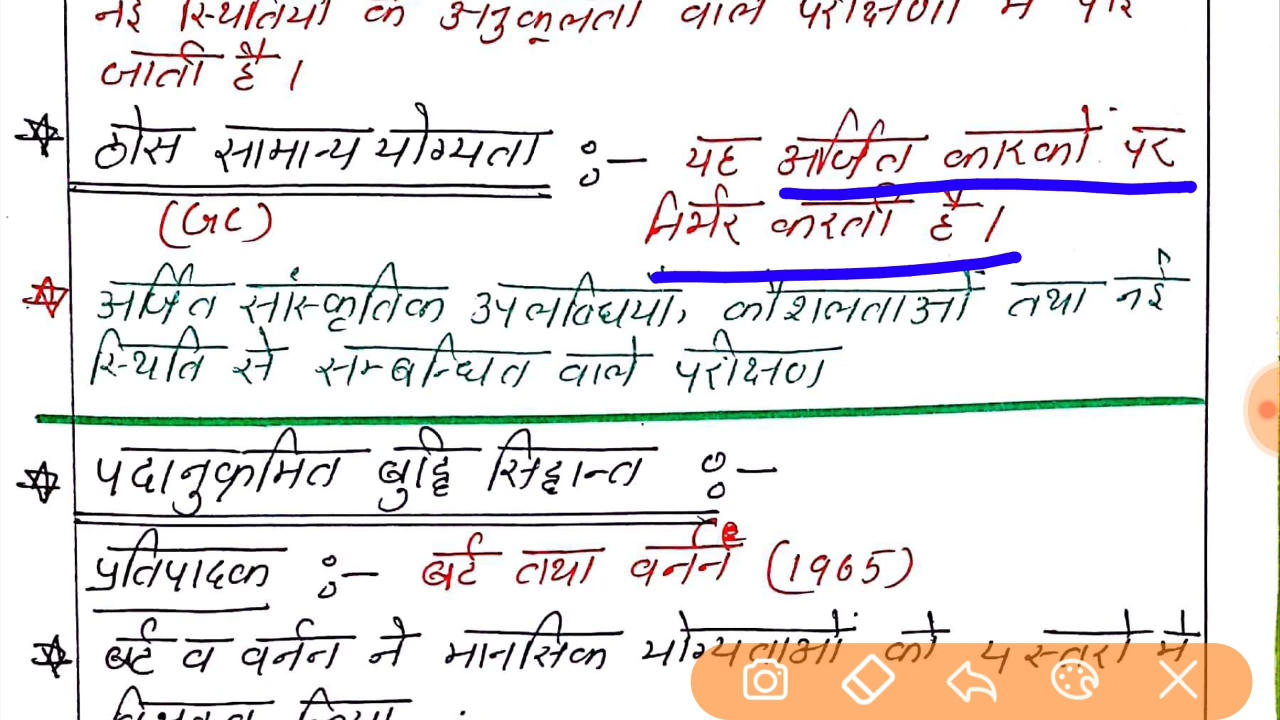 नई स्थितियों के अनुकूलता वाले परीक्षणों में पाई
जाती है।
ठोस सामान्य योग्यता :- यह अर्जित कारकों पर
(GC) निर्भर करती है।
अर्जित सांस्कृतिक उपलब्धियों, कौशलताओं तथा नई
स्थिति से सम्बन्धित वाले परीक्षण
पदानुक्रमित बुद्धि सिद्धान्त :-
प्रतिपादक :- बर्ट तथा वर्नन ने (1965)
बर्ट व वर्नन ने मानसिक योग्यताओं को 4 स्तरों में